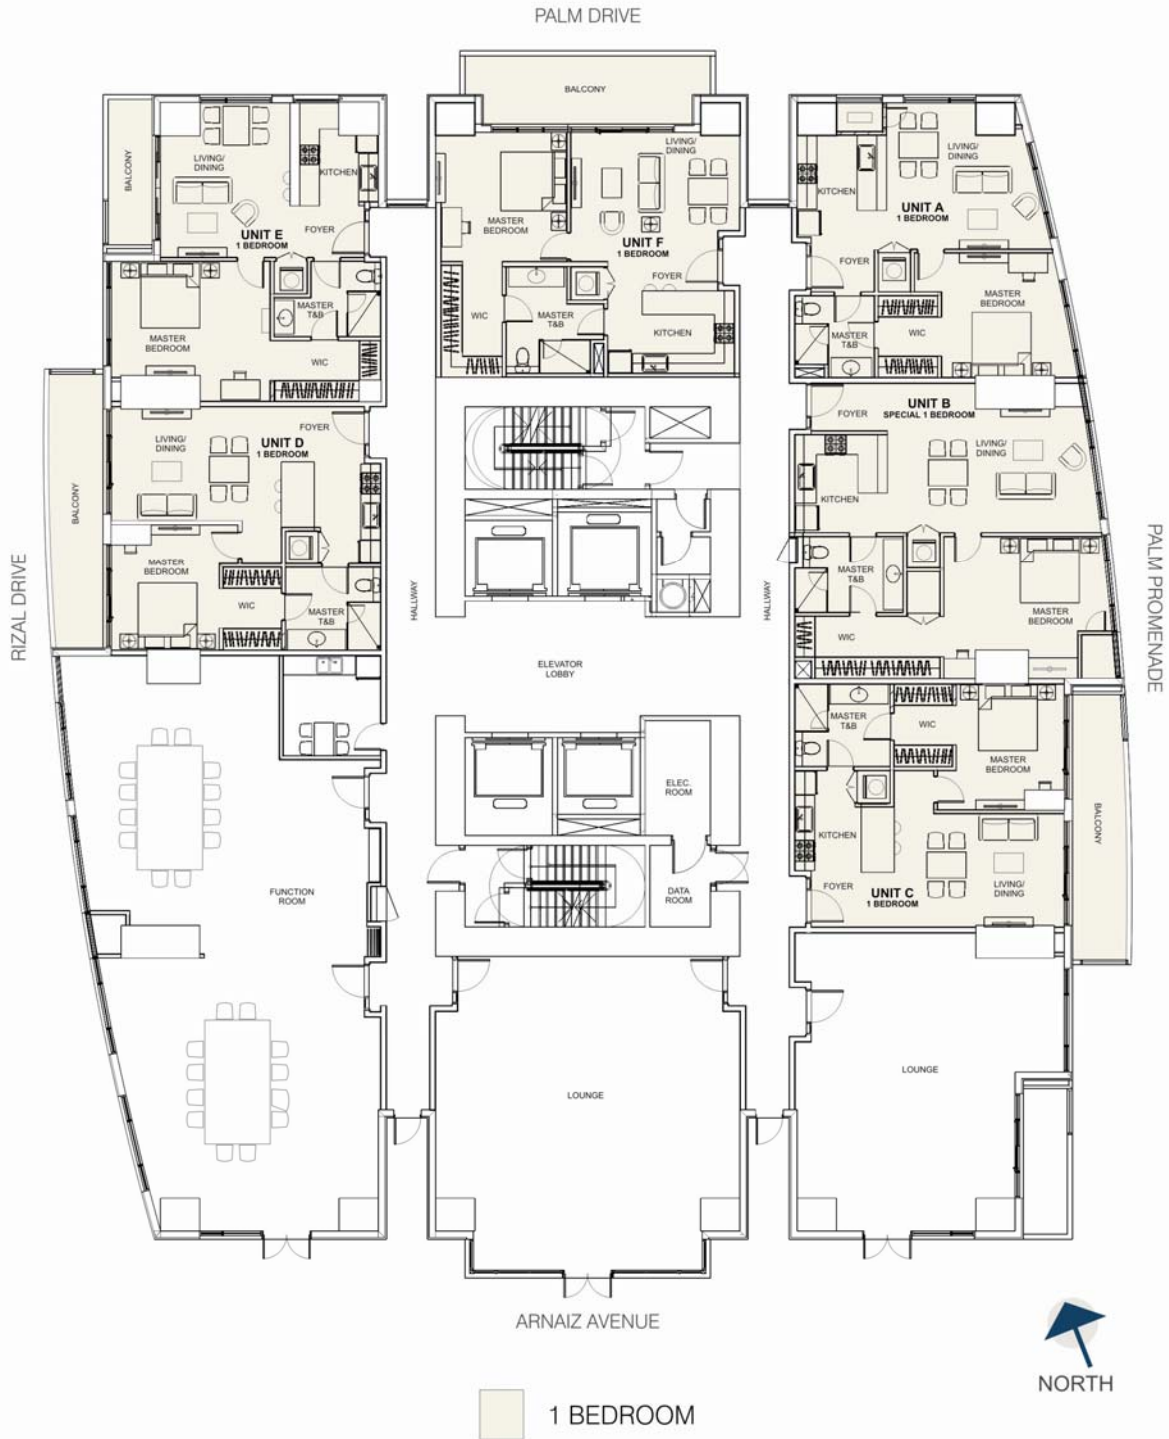 PALM DRIVE
BALCONY
BALCONY
LIVING/
DINING
KITCHEN
UNIT E
1 BEDROOM
FOYER
MASTER
T&B
MASTER
BEDROOM
WIC
LIVING/
DINING
MASTER
BEDROOM
UNIT F
1 BEDROOM
FOYER
WIC
MASTER
T&B
KITCHEN
LIVING/
DINING
KITCHEN
UNIT A
1 BEDROOM
FOYER
MASTER
BEDROOM
MASTER
T&B
WIC
BALCONY
FOYER
LIVING/
DINING
UNIT D
1 BEDROOM
MASTER
BEDROOM
WIC
MASTER
T&B
UNIT B
SPECIAL 1 BEDROOM
FOYER
LIVING/
DINING
KITCHEN
MASTER
T&B
MASTER
BEDROOM
WIC
RIZAL DRIVE
HALLWAY
HALLWAY
PALM PROMENADE
ELEVATOR
LOBBY
MASTER
T&B
WIC
MASTER
BEDROOM
BALCONY
KITCHEN
FOYER
UNIT C
1 BEDROOM
LIVING/
DINING
ELEC.
ROOM
DATA
ROOM
FUNCTION
ROOM
LOUNGE
LOUNGE
ARNAIZ AVENUE
NORTH
1 BEDROOM